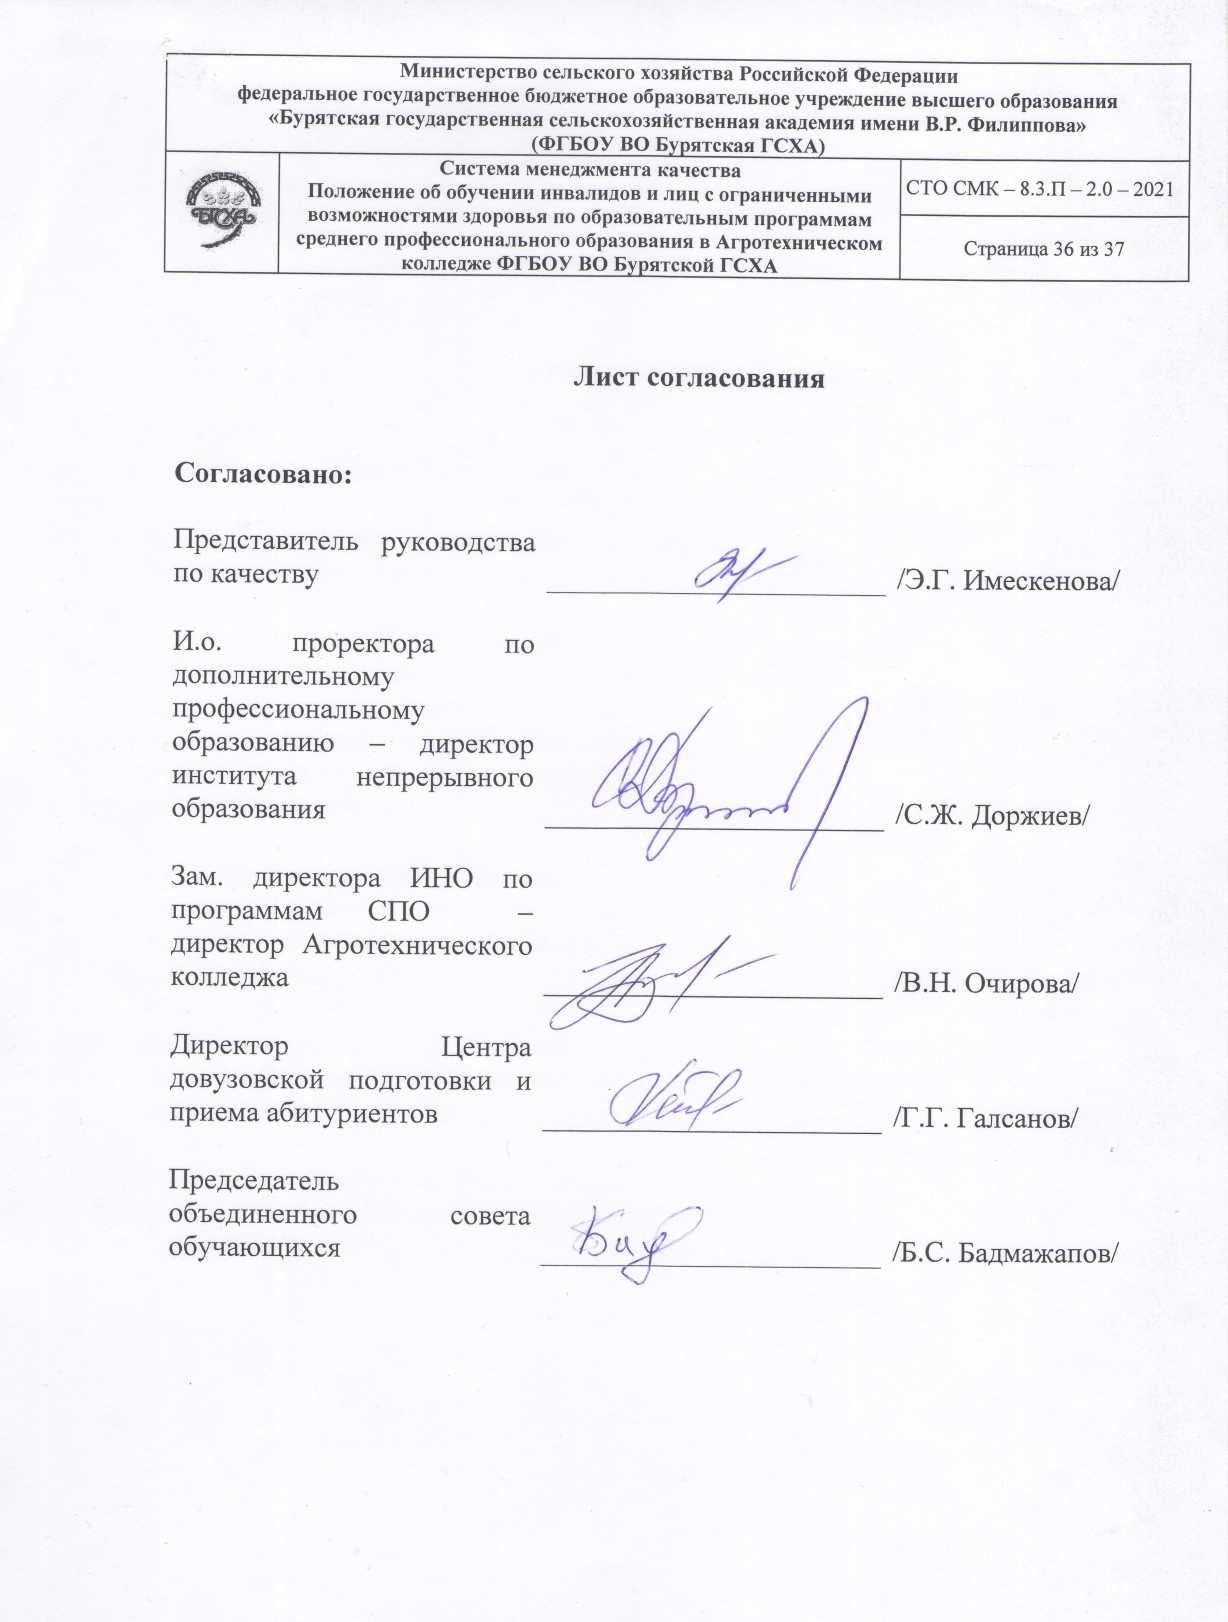 Министерство сельского хозяйства Российской Федерации
федеральное государственное бюджетное образовательное учреждение высшего образования
«Бурятская государственная сельскохозяйственная академия имени В.Р. Филиппова»
(ФГБОУ ВО Бурятская ГСХА)
БГСХА
Система менеджмента качества
Положение об обучении инвалидов и лиц с ограниченными
возможностями здоровья по образовательным программам
среднего профессионального образования в Агротехническом
колледже ФГБОУ ВО Бурятской ГСХА
СТО СМК – 8.3.П – 2.0 – 2021
Страница 36 из 37
Лист согласования
Согласовано:
Представитель руководства
по качеству /Э.Г. Имескенова/
И.о. проректора по
дополнительному
профессиональному
образованию – директор
института непрерывного
образования /С.Ж. Доржиев/
Зам. директора ИНО по
программам СПО –
директор Агротехнического
колледжа /В.Н. Очирова/
Директор Центра
довузовской подготовки и
приема абитуриентов /Г.Г. Галсанов/
Председатель
объединенного совета
обучающихся /Б.С. Бадмажапов/